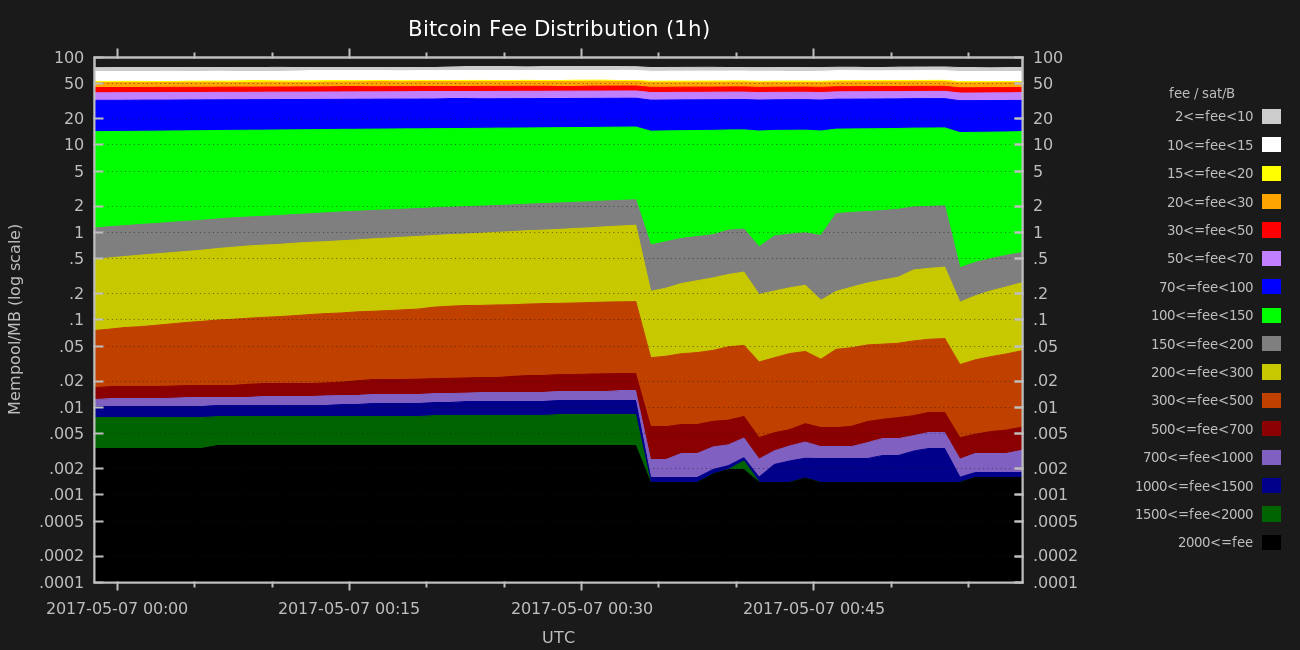 Bitcoin Fee Distribution (1h)
100
50
20
10
5
2
1
.5
.2
.1
.05
.02
.01
.005
.002
.001
.0005
.0002
.0001
Mempool/MB (log scale)
100
50
20
10
5
2
1
.5
.2
.1
.05
.02
.01
.005
.002
.001
.0005
.0002
.0001
2017-05-07 00:00
2017-05-07 00:15
2017-05-07 00:30
2017-05-07 00:45
UTC
fee / sat/B
2<=fee<10
10<=fee<15
15<=fee<20
20<=fee<30
30<=fee<50
50<=fee<70
70<=fee<100
100<=fee<150
150<=fee<200
200<=fee<300
300<=fee<500
500<=fee<700
700<=fee<1000
1000<=fee<1500
1500<=fee<2000
2000<=fee